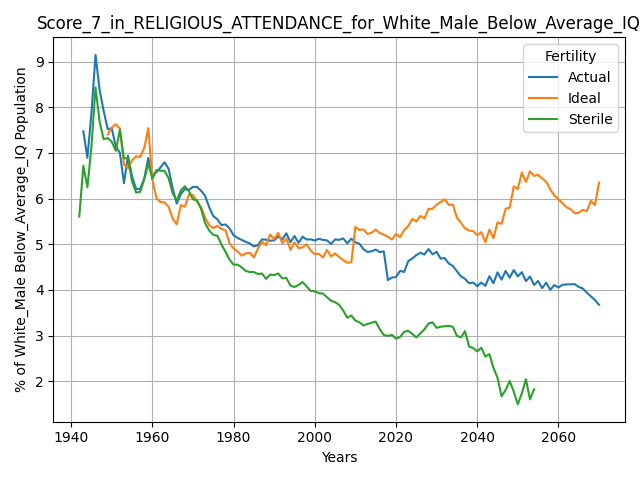 Score_7_in_RELIGIOUS_ATTENDANCE_for_White_Male_Below_Average_IQ
% of White_Male Below_Average_IQ Population
9
8
7
6
5
4
3
2
Fertility
Actual
Ideal
Sterile
1940 1960 1980 2000 2020 2040 2060
Years